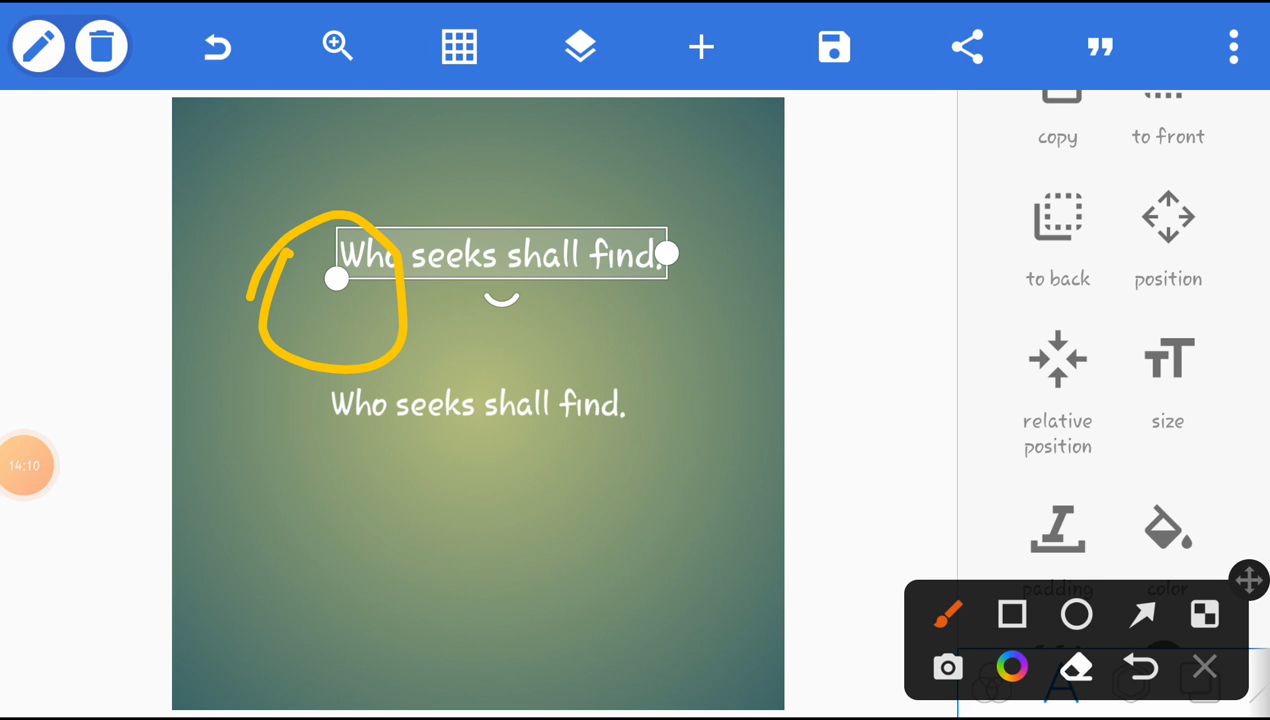 copy
to front
Who seeks shall find.
to back
position
Who seeks shall find.
relative
position
size
14:10
padding
color